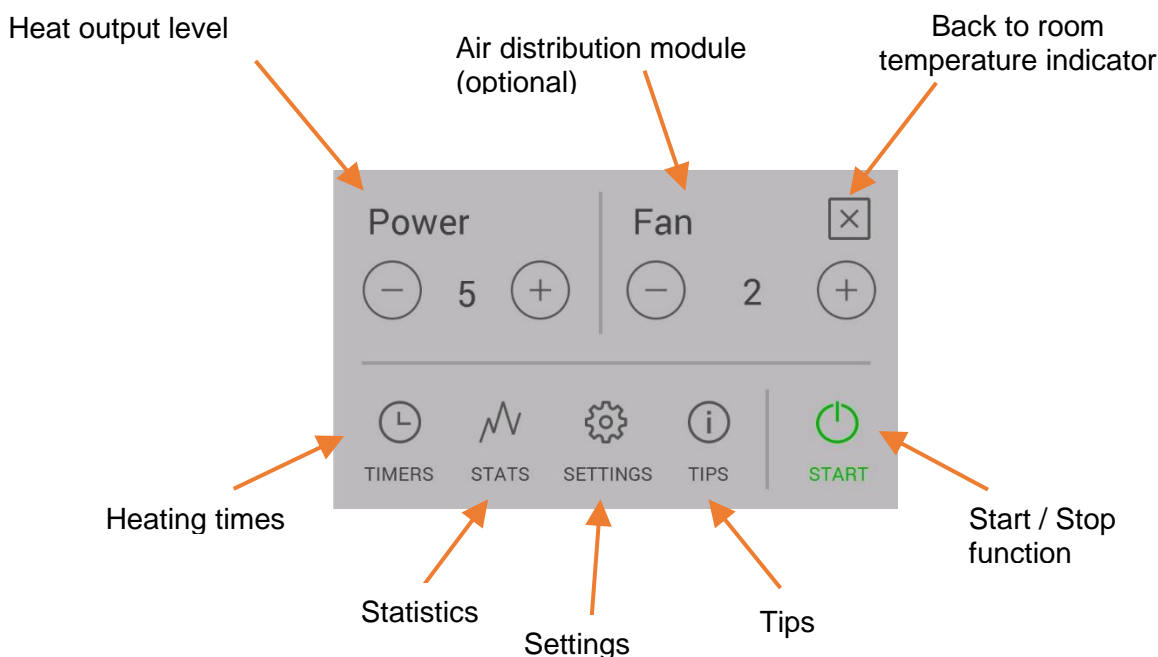 Heat output level
Air distribution module
(optional)
Back to room
temperature indicator
Power
Fan
5
2
TIMERS
STATS
SETTINGS
TIPS
START
Heating times
Statistics
Settings
Tips
Start / Stop
function